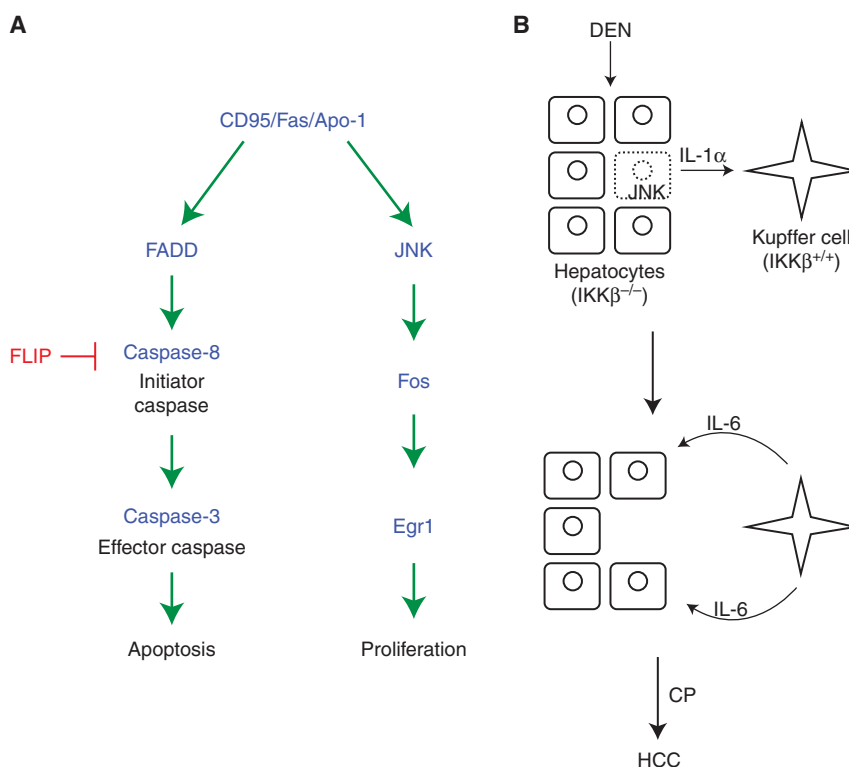 A
CD95/Fas/Apo-1
FADD
JNK
FLIP
Caspase-8
Initiator
caspase
Fos
Caspase-3
Effector caspase
Egr1
Apoptosis
Proliferation
B
DEN
IL-1α
JNK
Kupffer cell
(IKKβ+/+)
Hepatocytes
(IKKβ–/–)
IL-6
IL-6
CP
HCC